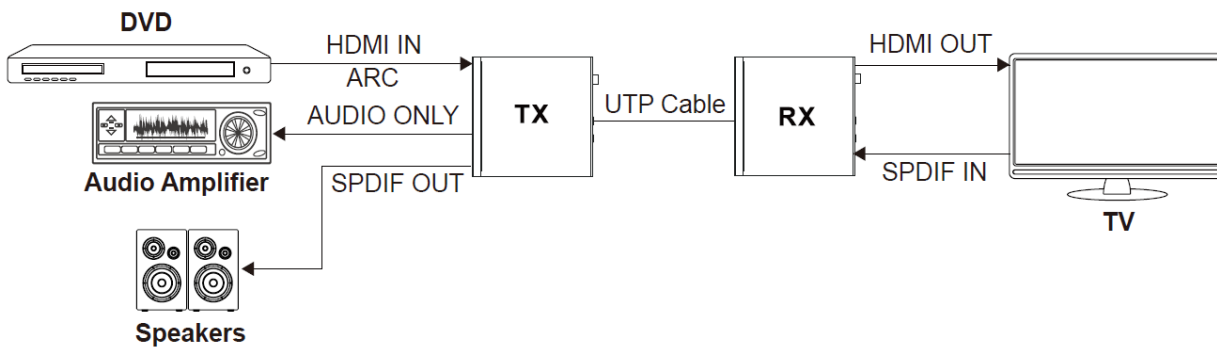 DVD
HDMI IN
ARC
AUDIO ONLY
Audio Amplifier
SPDIF OUT
Speakers
TX
UTP Cable
RX
HDMI OUT
SPDIF IN
TV